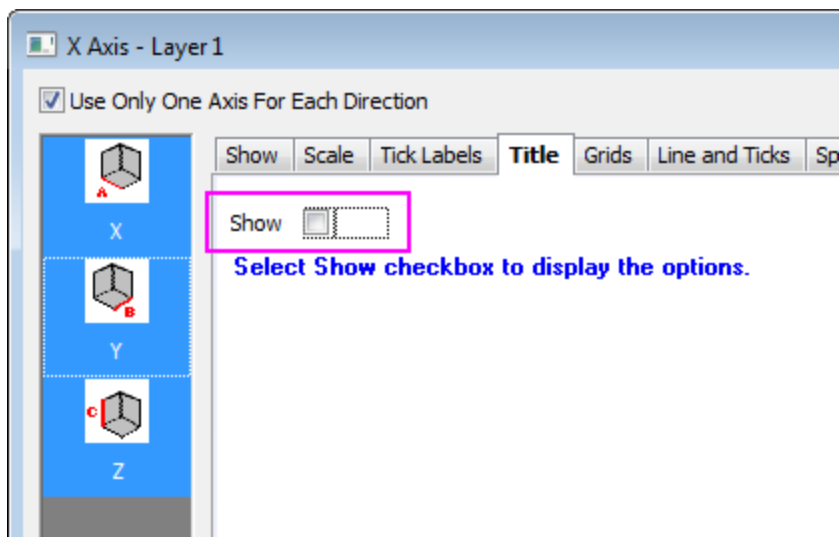 X Axis - Layer 1
Use Only One Axis For Each Direction
Show Scale Tick Labels Title Grids Line and Ticks Sp
A
X
Show
Select Show checkbox to display the options.
B
Y
C
Z